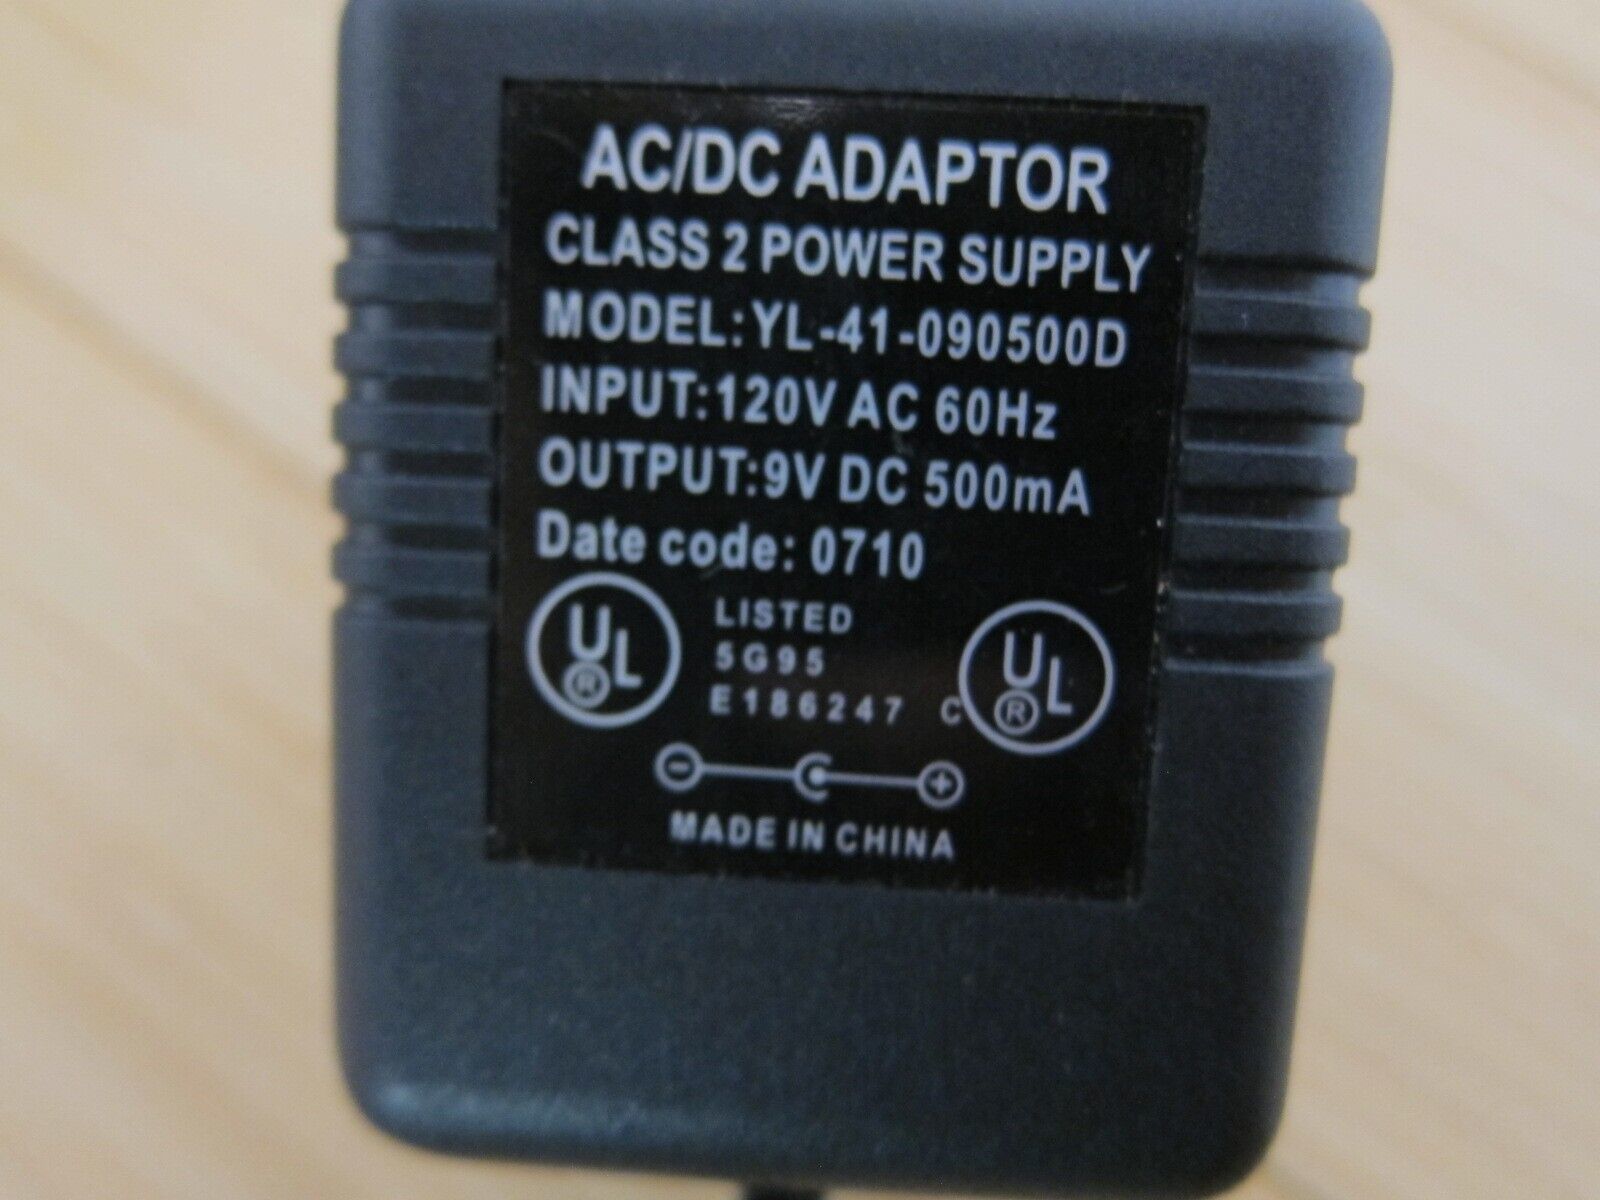 AC/DC ADAPTOR
CLASS 2 POWER SUPPLY
MODEL:YL-41-090500D
INPUT:120V AC 60Hz
OUTPUT:9V DC 500mA
Date code: 0710
UL® LISTED
5G95
E186247 C UL®
- +
MADE IN CHINA